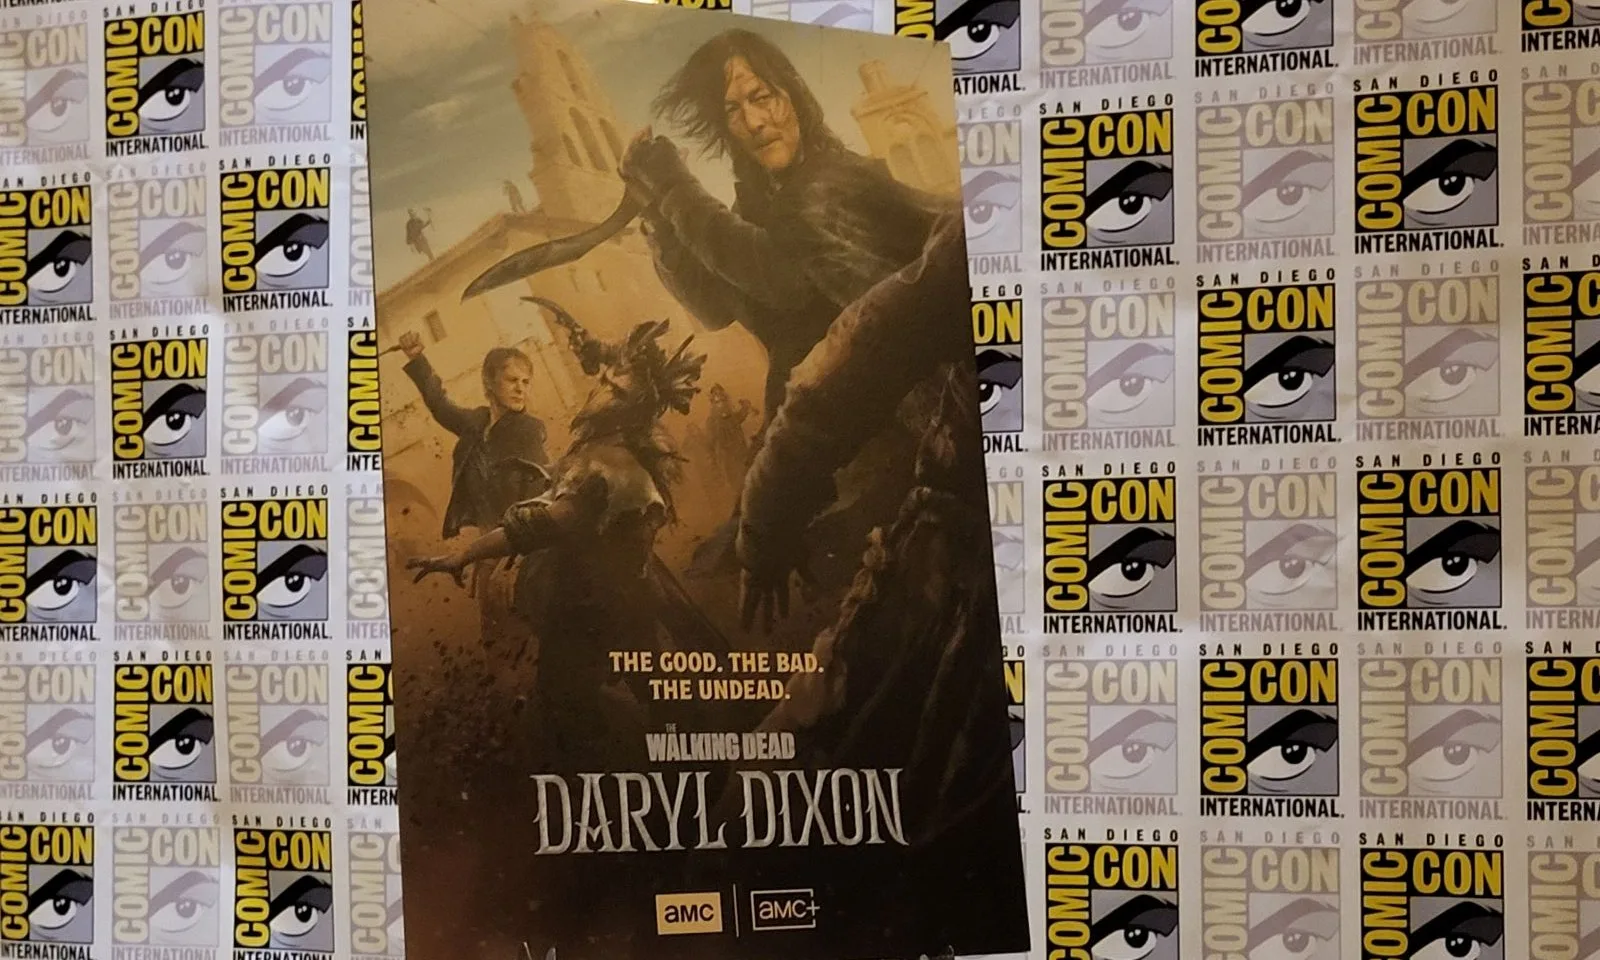 THE GOOD. THE BAD.
THE UNDEAD.
THE
WALKING DEAD
DARYL DIXON
aMC
aMC+
SAN DIEGO
COMIC
CON
INTERNATIONAL.